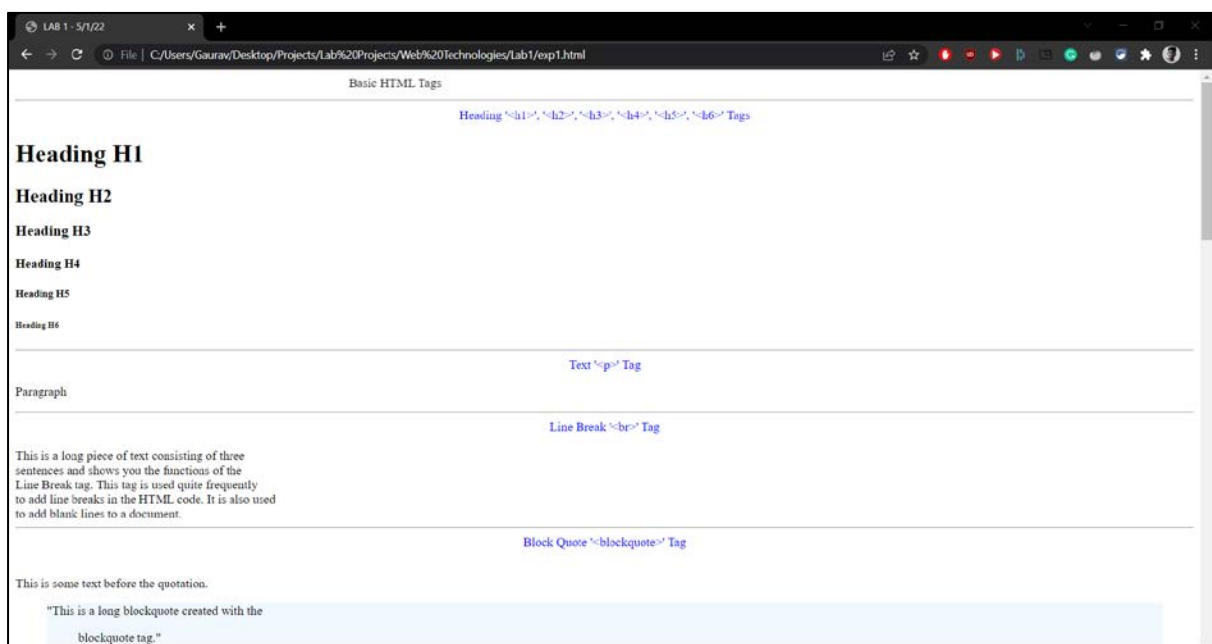 LAB 1 - 5/1/22
File | C:/Users/Gaurav/Desktop/Projects/Lab%20Projects/Web%20Technologies/Lab1/exp1.html
Basic HTML Tags
Heading '<h1>', '<h2>', '<h3>', '<h4>', '<h5>', '<h6>' Tags
Heading H1
Heading H2
Heading H3
Heading H4
Heading H5
Heading H6
Text '<p>' Tag
Paragraph
Line Break '<br>' Tag
This is a long piece of text consisting of three
sentences and shows you the functions of the
Line Break tag. This tag is used quite frequently
to add line breaks in the HTML code. It is also used
to add blank lines to a document.
Block Quote '<blockquote>' Tag
This is some text before the quotation.
"This is a long blockquote created with the
blockquote tag."